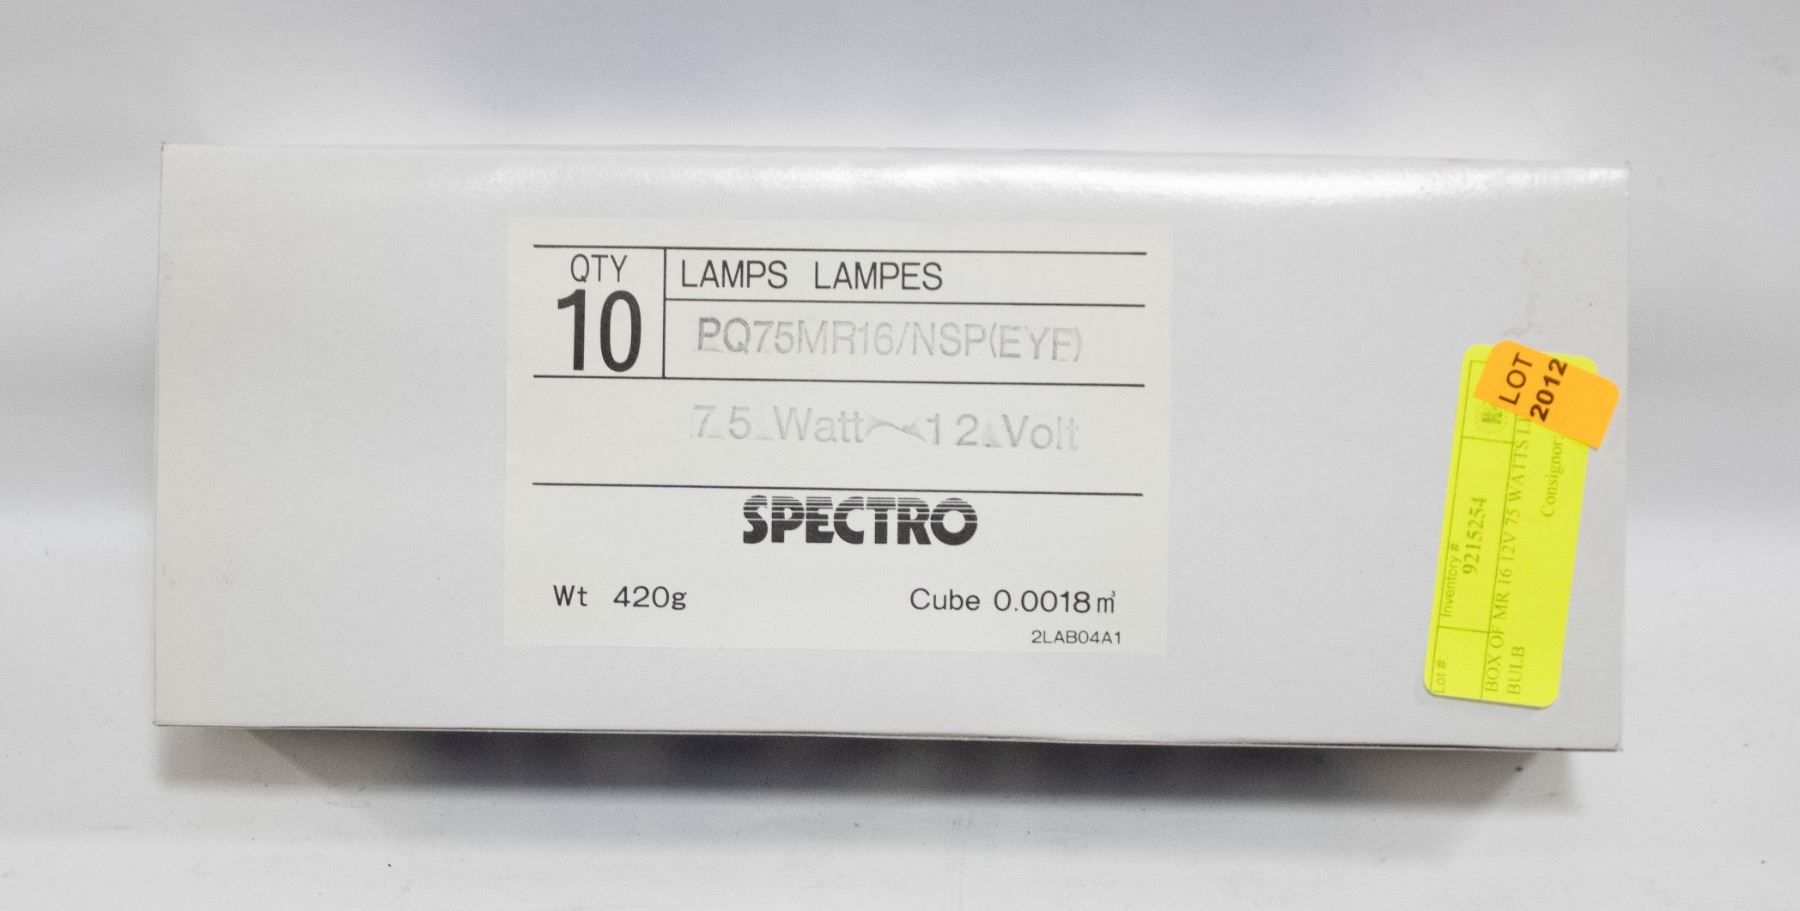 QTY
10
LAMPS LAMPES
PQ75MR16/NSP(EYF)
75 Watt 12 Volt
SPECTRO
Wt 420g
Cube 0.0018㎥
2LAB04A1
LOT
2012
Lot #:
Inventory #:
9215254
BOX OF MR 16 12V 75 WATTS
BULB
Consignor: